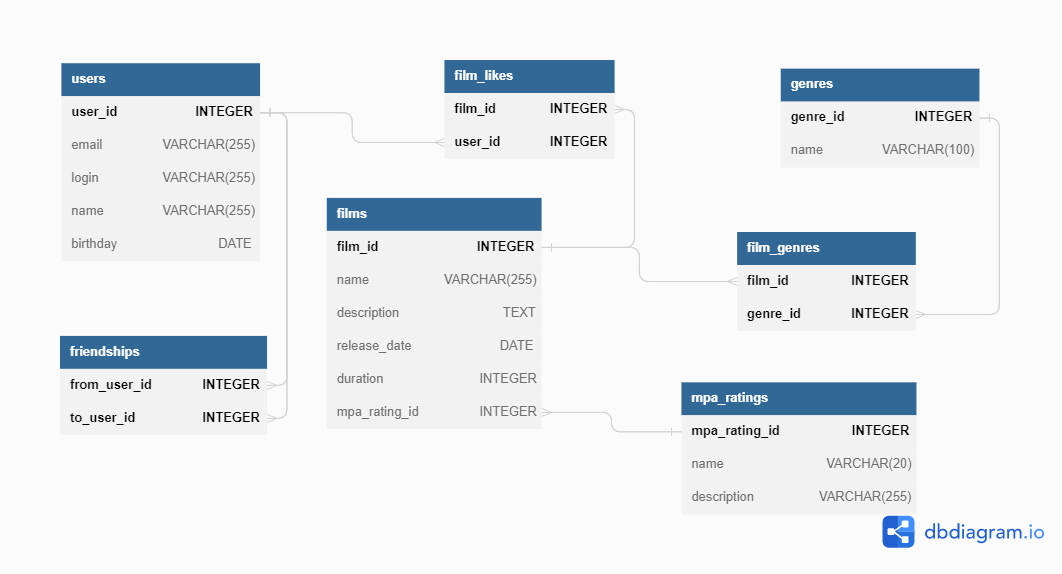 users
user_id INTEGER
email VARCHAR(255)
login VARCHAR(255)
name VARCHAR(255)
birthday DATE
film_likes
film_id INTEGER
user_id INTEGER
genres
genre_id INTEGER
name VARCHAR(100)
films
film_id INTEGER
name VARCHAR(255)
description TEXT
release_date DATE
duration INTEGER
mpa_rating_id INTEGER
film_genres
film_id INTEGER
genre_id INTEGER
friendships
from_user_id INTEGER
to_user_id INTEGER
mpa_ratings
mpa_rating_id INTEGER
name VARCHAR(20)
description VARCHAR(255)
dbdiagram.io